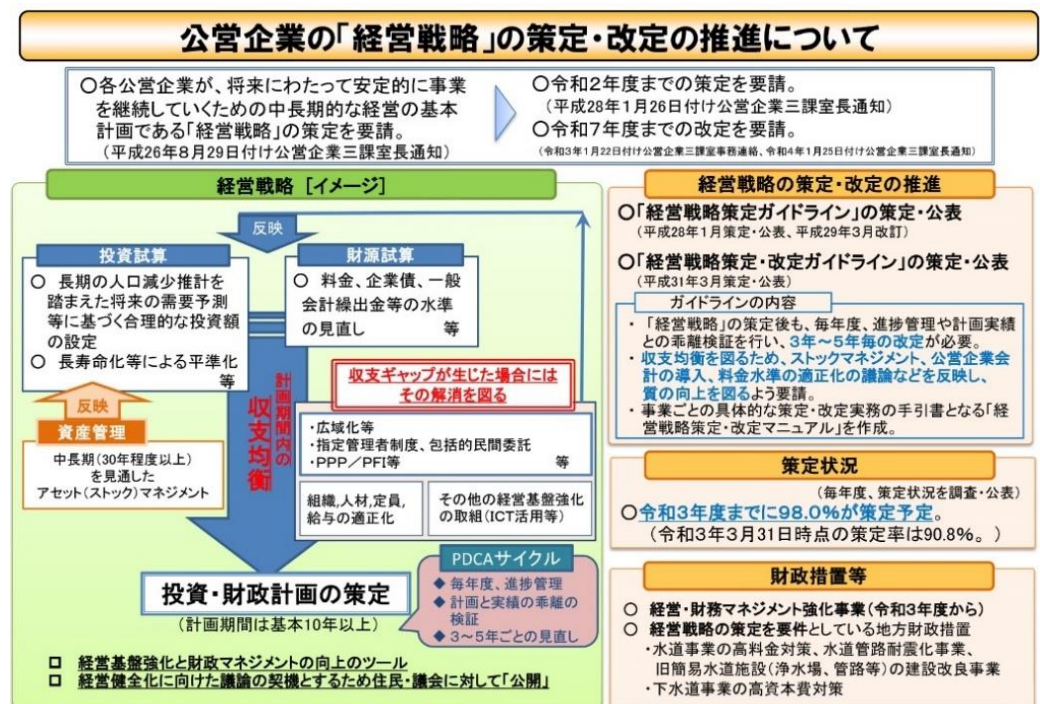 公営企業の「経営戦略」の策定・改定の推進について
○各公営企業が、将来にわたって安定的に事業
を継続していくための中長期的な経営の基本
計画である「経営戦略」の策定を要請。
(平成26年8月29日付け公営企業三課室長通知)
○令和2年度までの策定を要請。
(平成28年1月26日付け公営企業三課室長通知)
○令和7年度までの改定を要請。
(令和3年1月22日付け公営企業三課室事務連絡、令和4年1月25日付け公営企業三課室長通知)
経営戦略 [イメージ]
反映
投資試算
○ 長期の人口減少推計を
踏まえた将来の需要予測
等に基づく合理的な投資額
の設定
○ 長寿命化等による平準化
等
財源試算
○ 料金、企業債、一般
会計繰出金等の水準
の見直し 等
反映
資産管理
中長期(30年程度以上)
を見通した
アセット(ストック)マネジメント
計画期間内の
収支均衡
収支ギャップが生じた場合には
その解消を図る
・広域化等
・指定管理者制度、包括的民間委託
・PPP/PFI等 等
組織,人材,定員,
給与の適正化
その他の経営基盤強化
の取組(ICT活用等)
投資・財政計画の策定
(計画期間は基本10年以上)
PDCAサイクル
◆ 毎年度、進捗管理
◆ 計画と実績の乖離の
検証
◆ 3~5年ごとの見直し
□ 経営基盤強化と財政マネジメントの向上のツール
□ 経営健全化に向けた議論の契機とするため住民・議会に対して「公開」
経営戦略の策定・改定の推進
○「経営戦略策定ガイドライン」の策定・公表
(平成28年1月策定・公表、平成29年3月改訂)
○「経営戦略策定・改定ガイドライン」の策定・公表
(平成31年3月策定・公表)
ガイドラインの内容
・ 「経営戦略」の策定後も、毎年度、進捗管理や計画実績
との乖離検証を行い、3年~5年毎の改定が必要。
・ 収支均衡を図るため、ストックマネジメント、公営企業会
計の導入、料金水準の適正化の議論などを反映し、
質の向上を図るよう要請。
・ 事業ごとの具体的な策定・改定実務の手引書となる「経
営戦略策定・改定マニュアル」を作成。
策定状況
(毎年度、策定状況を調査・公表)
○令和3年度までに98.0%が策定予定。
(令和3年3月31日時点の策定率は90.8%。)
財政措置等
○ 経営・財務マネジメント強化事業(令和3年度から)
○ 経営戦略の策定を要件としている地方財政措置
・水道事業の高料金対策、水道管路耐震化事業、
旧簡易水道施設(浄水場、管路等)の建設改良事業
・下水道事業の高資本費対策